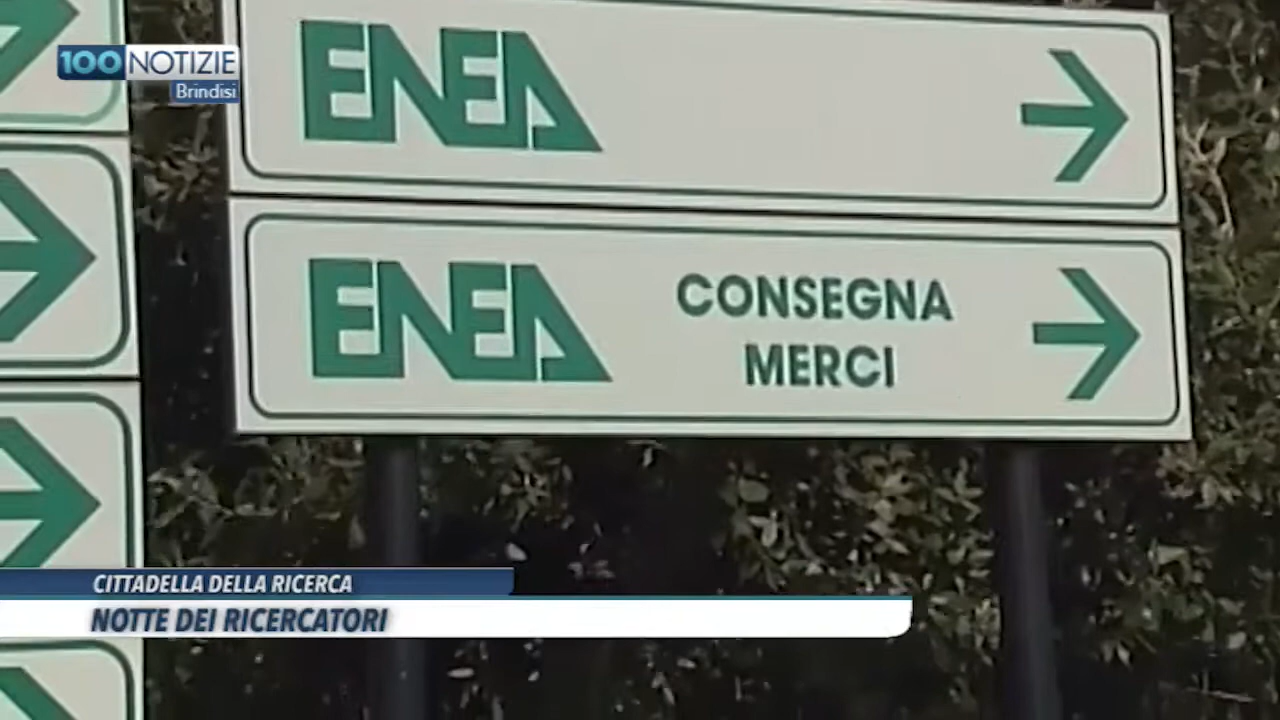 100NOTIZIE
Brindisi
ENEA
ENEA
CONSEGNA
MERCI
CITTADELLA DELLA RICERCA
NOTTE DEI RICERCATORI